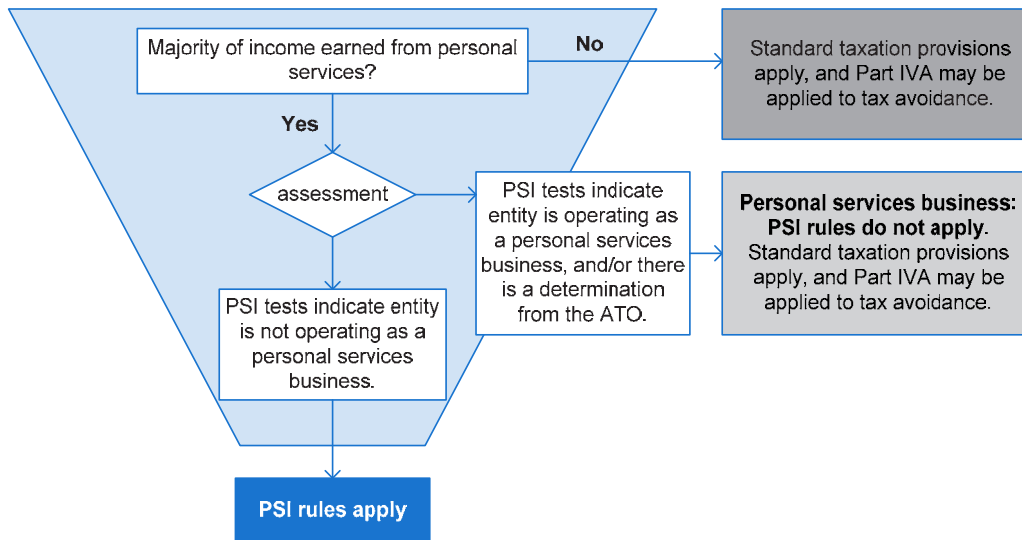 Majority of income earned from personal
services?
No
Standard taxation provisions
apply, and Part IVA may be
applied to tax avoidance.
Yes
assessment
PSI tests indicate
entity is operating as
a personal services
business, and/or there
is a determination
from the ATO.
Personal services business:
PSI rules do not apply.
Standard taxation provisions
apply, and Part IVA may be
applied to tax avoidance.
PSI tests indicate entity
is not operating as a
personal services
business.
PSI rules apply